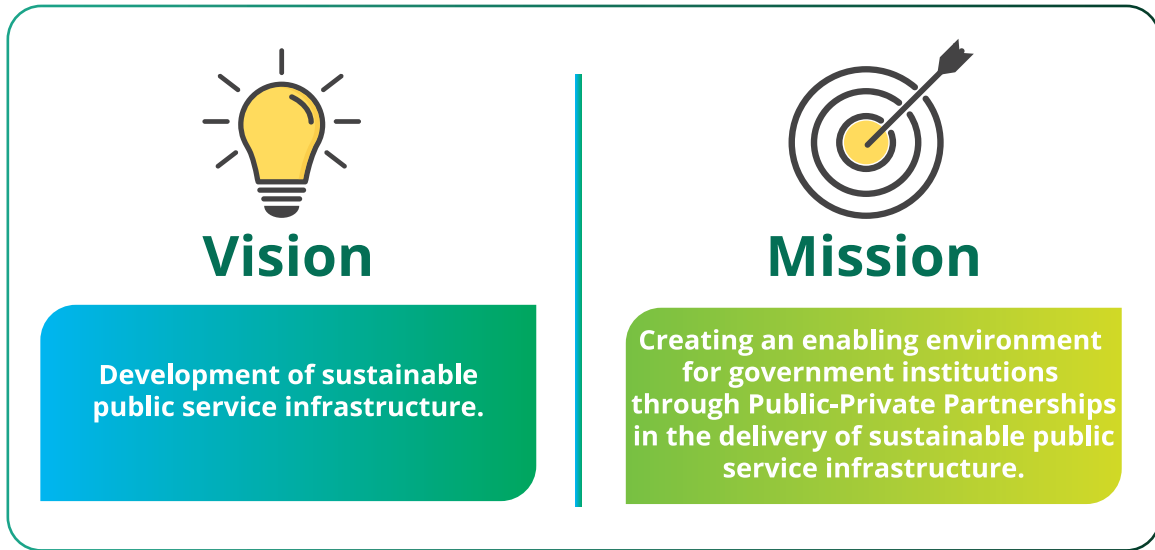 Vision
Development of sustainable
public service infrastructure.
Mission
Creating an enabling environment
for government institutions
through Public-Private Partnerships
in the delivery of sustainable public
service infrastructure.